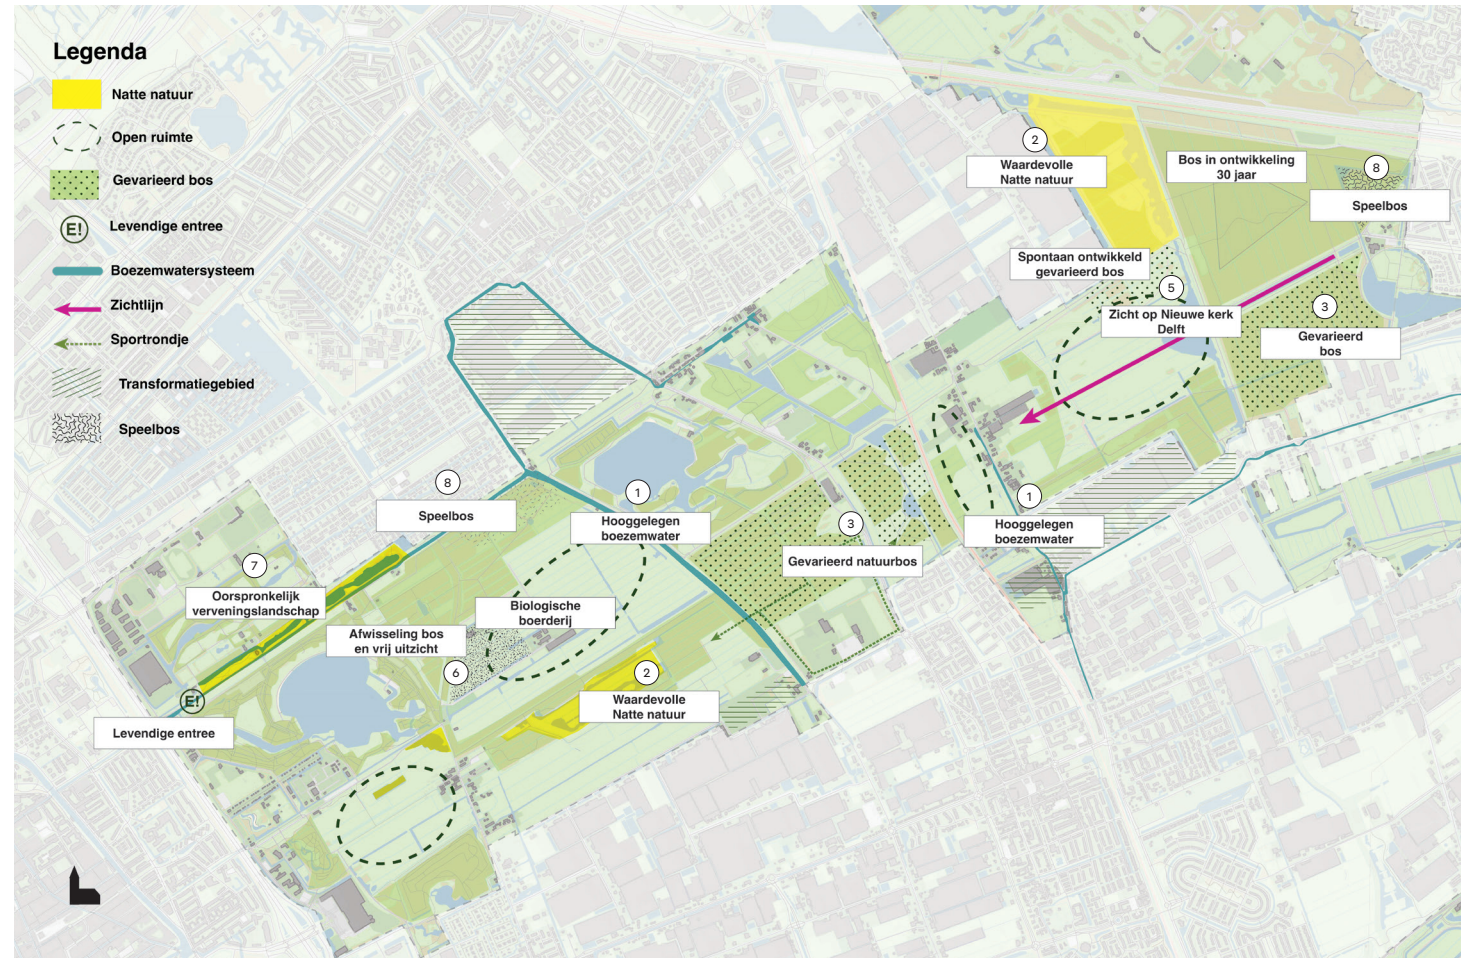 Legenda
Natte natuur
Open ruimte
Gevarieerd bos
E!
Levendige entree
Boezemwatersysteem
Zichtlijn
Sportrondje
Transformatiegebied
Speelbos
2
Waardevolle
Natte natuur
Bos in ontwikkeling
30 jaar
8
Speelbos
Spontaan ontwikkeld
gevarieerd bos
5
Zicht op Nieuwe kerk
Delft
3
Gevarieerd
bos
8
Speelbos
1
Hooggelegen
boezemwater
1
Hooggelegen
boezemwater
3
Gevarieerd natuurbos
7
Oorspronkelijk
verveningslandschap
Biologische
boerderij
Afwisseling bos
en vrij uitzicht
6
2
Waardevolle
Natte natuur
E!
Levendige entree